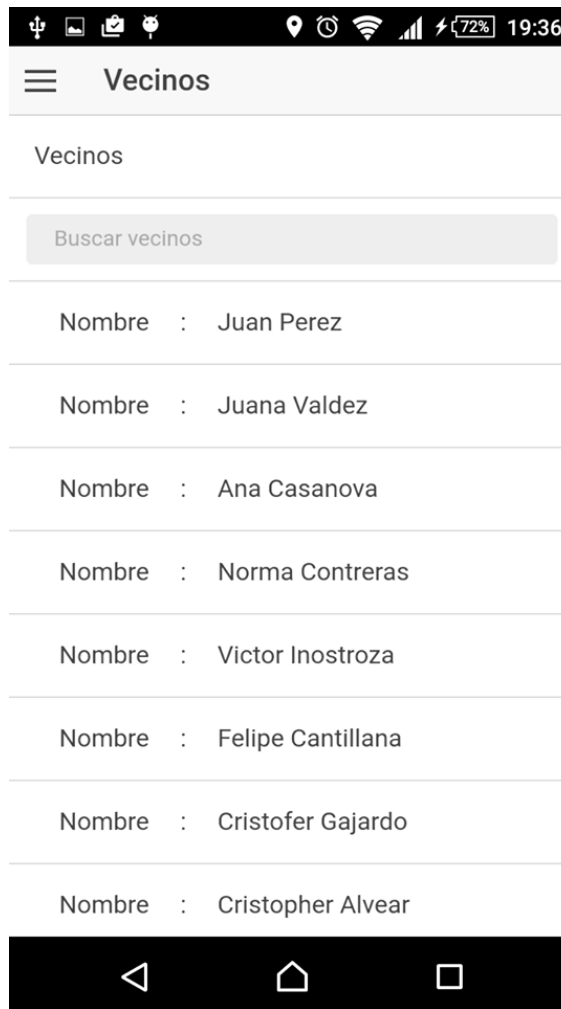 72% 19:36
Vecinos
Vecinos
Buscar vecinos
Nombre : Juan Perez
Nombre : Juana Valdez
Nombre : Ana Casanova
Nombre : Norma Contreras
Nombre : Victor Inostroza
Nombre : Felipe Cantillana
Nombre : Cristofer Gajardo
Nombre : Cristopher Alvear